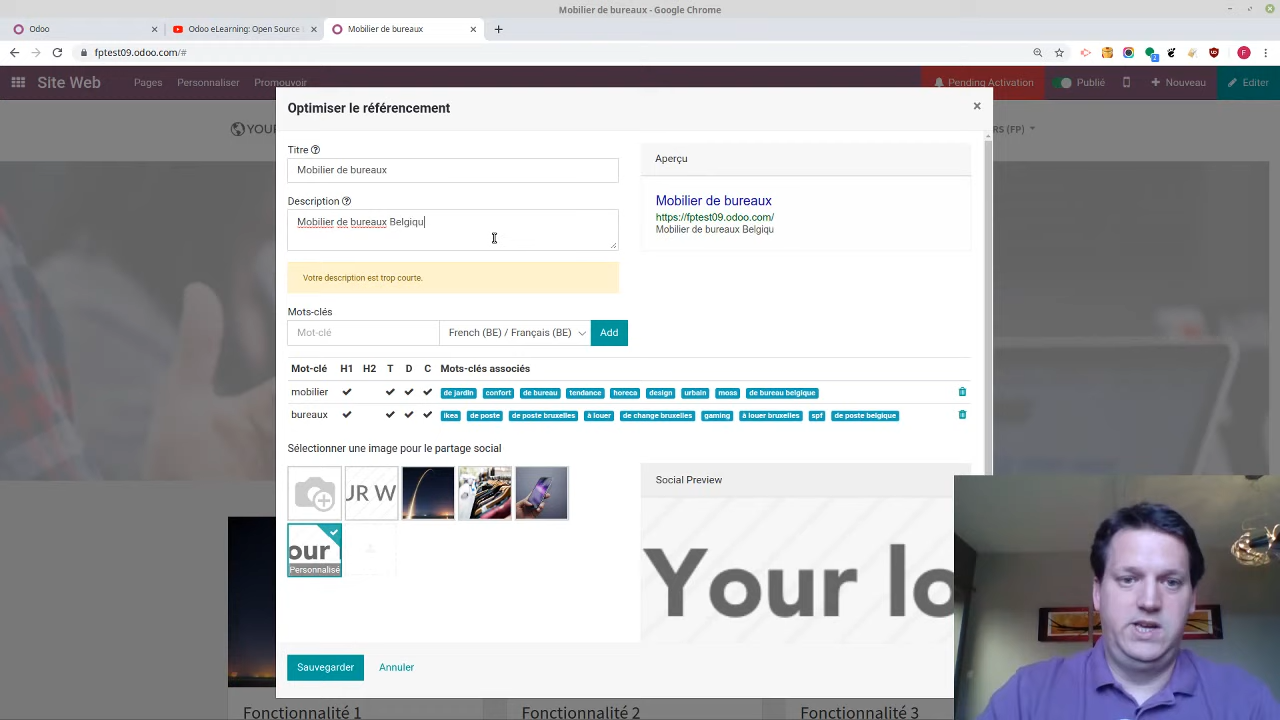 Mobilier de bureaux - Google Chrome
Odoo
Odoo eLearning: Open Source
Mobilier de bureaux
fptest09.odoo.com/#
2
F
Site Web
Pages
Personnaliser
Promouvoir
Pending Activation
Publié
Nouveau
Editer
YOUR
RS (FP)
Optimiser le référencement
×
Titre
Mobilier de bureaux
Description
Mobilier de bureaux Belgiqu
Votre description est trop courte.
Aperçu
Mobilier de bureaux
https://fptest09.odoo.com/
Mobilier de bureaux Belgiqu
Mots-clés
Mot-clé
French (BE) / Français (BE)
Add
Mot-clé H1 H2 T D C Mots-clés associés
mobilier de jardin confort de bureau tendance horeca design urbain moss de bureau belgique
bureaux ikea de poste de poste bruxelles à louer de change bruxelles gaming à louer bruxelles spf de poste belgique
Sélectionner une image pour le partage social
UR W
our
Personnalisé
Social Preview
Your lo
Sauvegarder
Annuler
Fonctionnalité 1
Fonctionnalité 2
Fonctionnalité 3